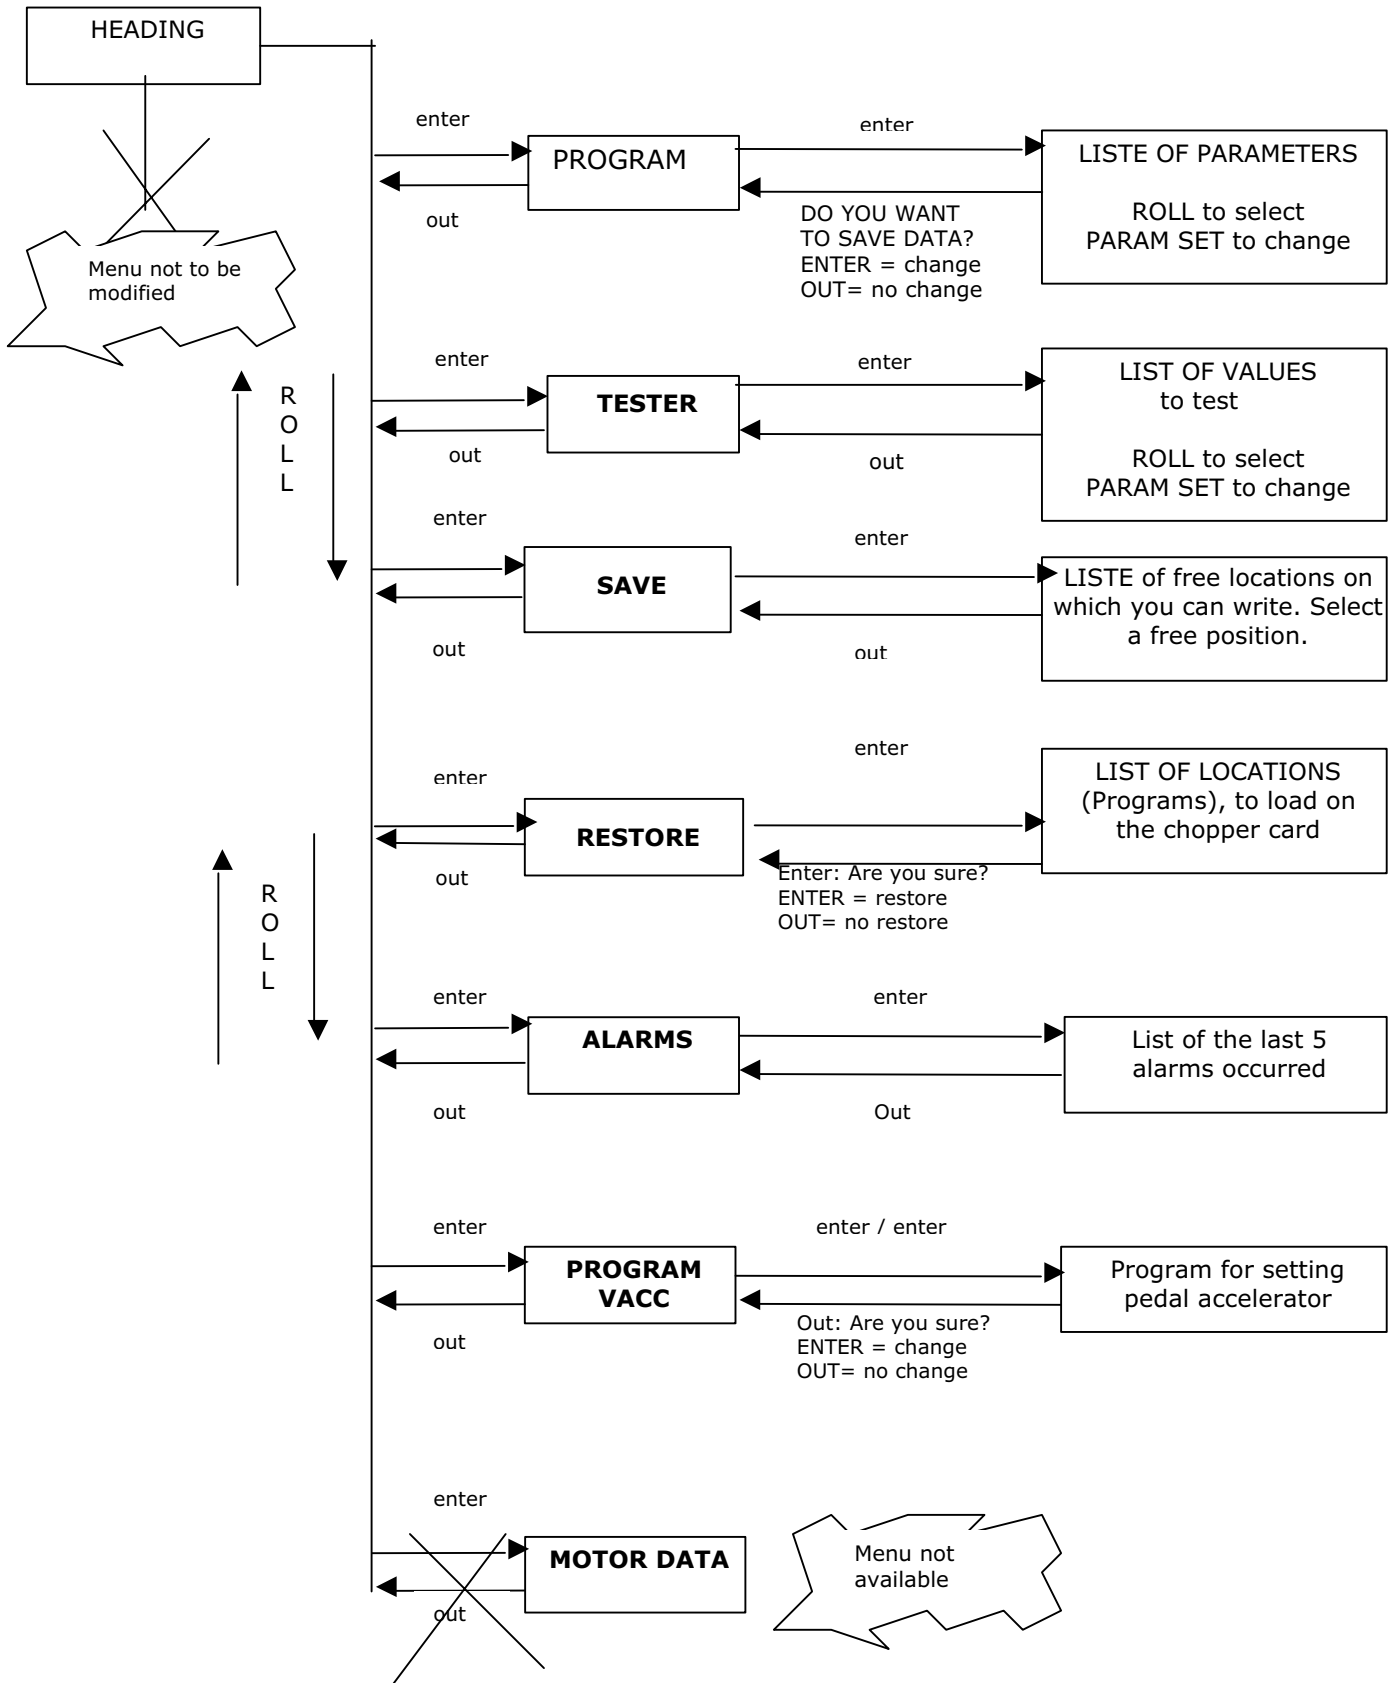 HEADING
enter
enter
PROGRAM
LISTE OF PARAMETERS
ROLL to select
PARAM SET to change
out
DO YOU WANT
TO SAVE DATA?
ENTER = change
OUT= no change
Menu not to be
modified
enter
enter
TESTER
LIST OF VALUES
to test
ROLL to select
PARAM SET to change
out
out
R
O
L
L
enter
enter
SAVE
LISTE of free locations on
which you can write. Select
a free position.
out
out
enter
enter
RESTORE
LIST OF LOCATIONS
(Programs), to load on
the chopper card
out
Enter: Are you sure?
ENTER = restore
OUT= no restore
R
O
L
L
enter
enter
ALARMS
List of the last 5
alarms occurred
out
Out
enter
enter / enter
PROGRAM
VACC
Program for setting
pedal accelerator
out
Out: Are you sure?
ENTER = change
OUT= no change
enter
MOTOR DATA
Menu not
available
out